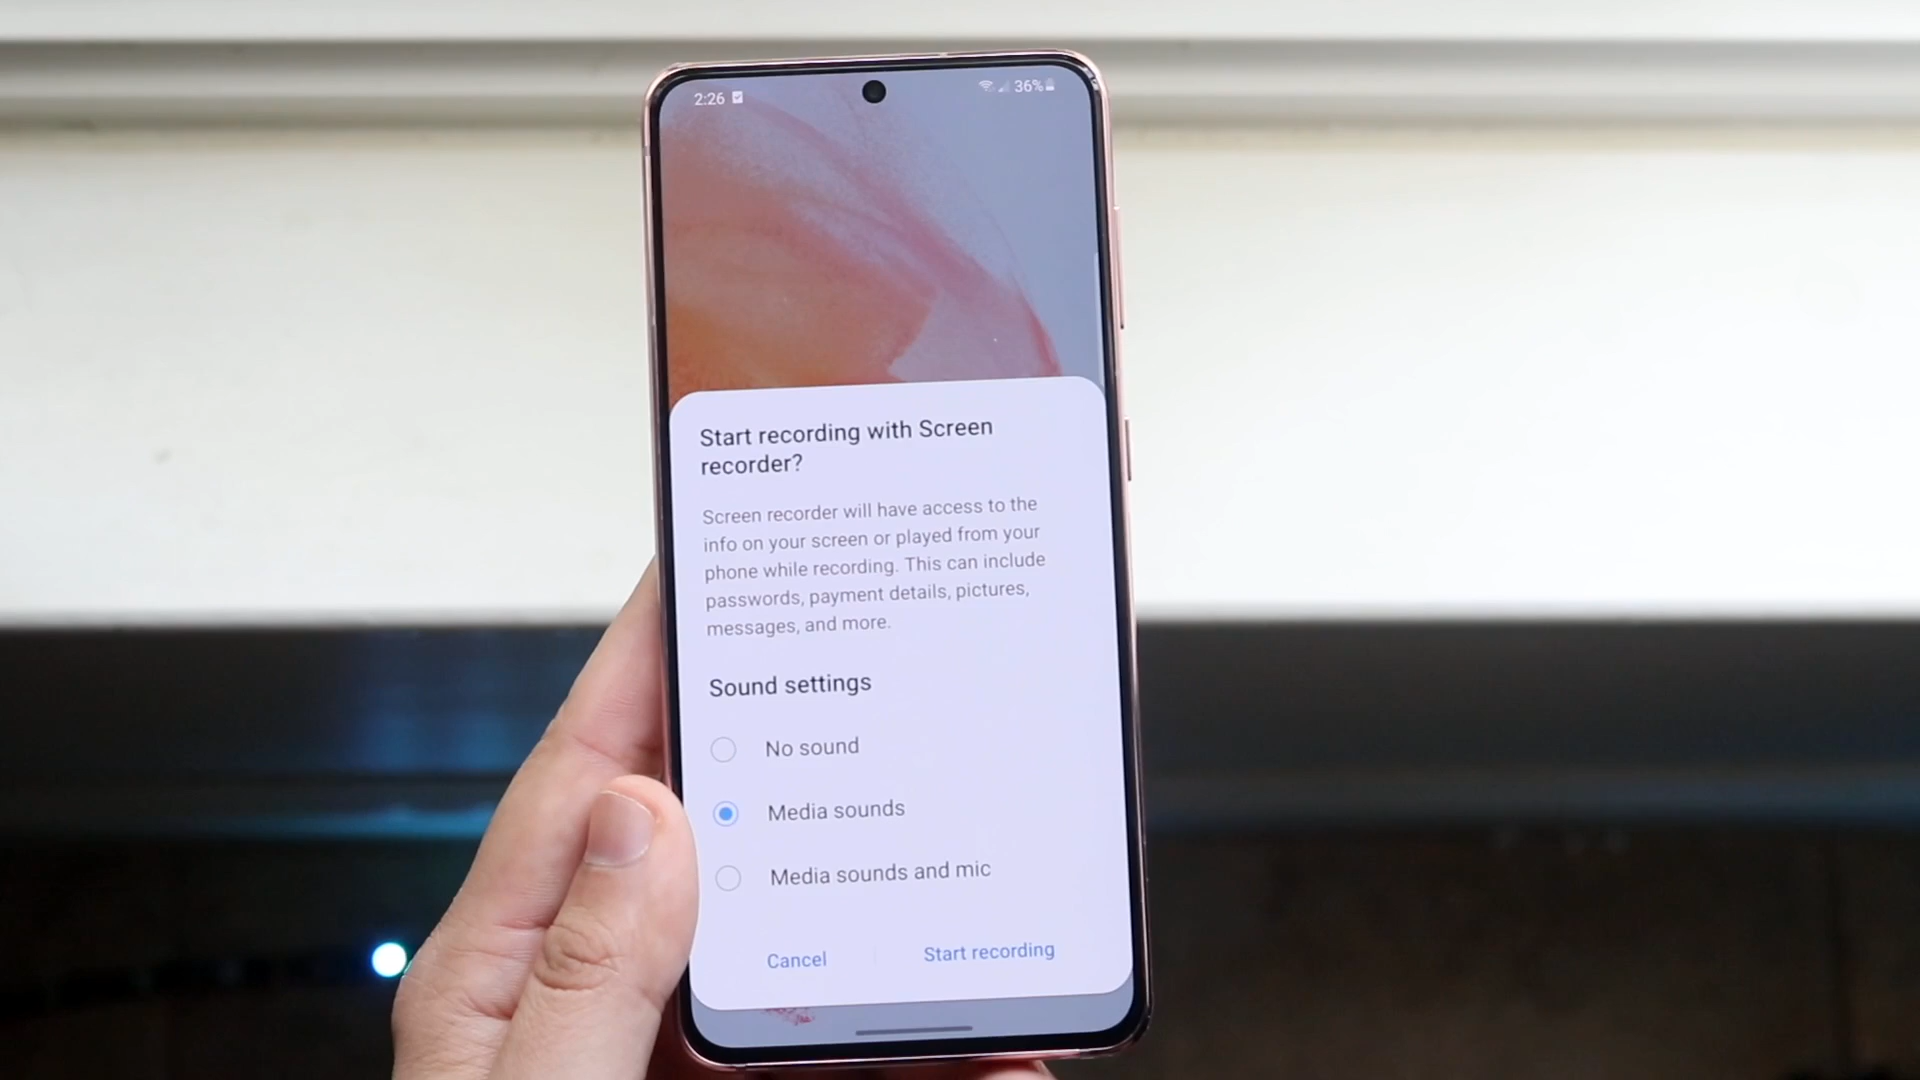 2:26
36%
Start recording with Screen
recorder?
Screen recorder will have access to the
info on your screen or played from your
phone while recording. This can include
passwords, payment details, pictures,
messages, and more.
Sound settings
No sound
Media sounds
Media sounds and mic
Cancel
Start recording